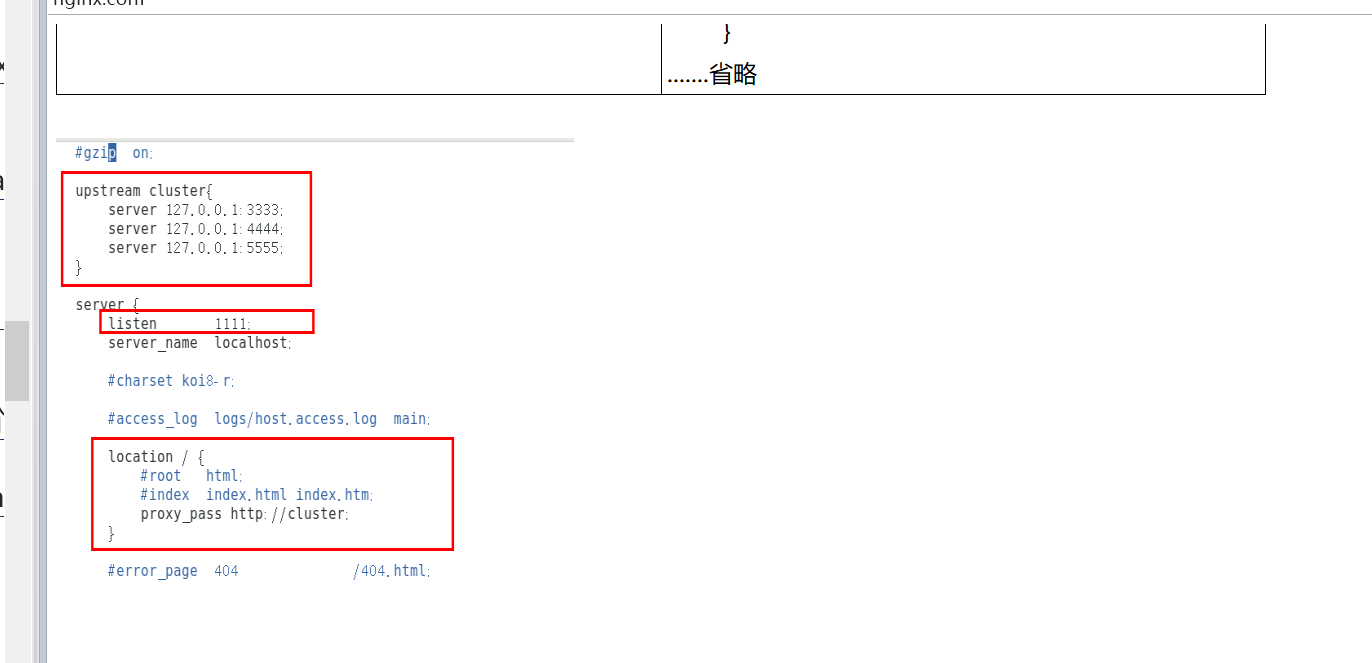 nginx.conf
}
.......省略
#gzip  on;
upstream cluster{
server 127.0.0.1:3333;
server 127.0.0.1:4444;
server 127.0.0.1:5555;
}
server {
listen       1111;
server_name  localhost;
#charset koi8-r;
#access_log  logs/host.access.log  main;
location / {
#root   html;
#index  index.html index.htm;
proxy_pass http://cluster;
}
#error_page  404              /404.html;